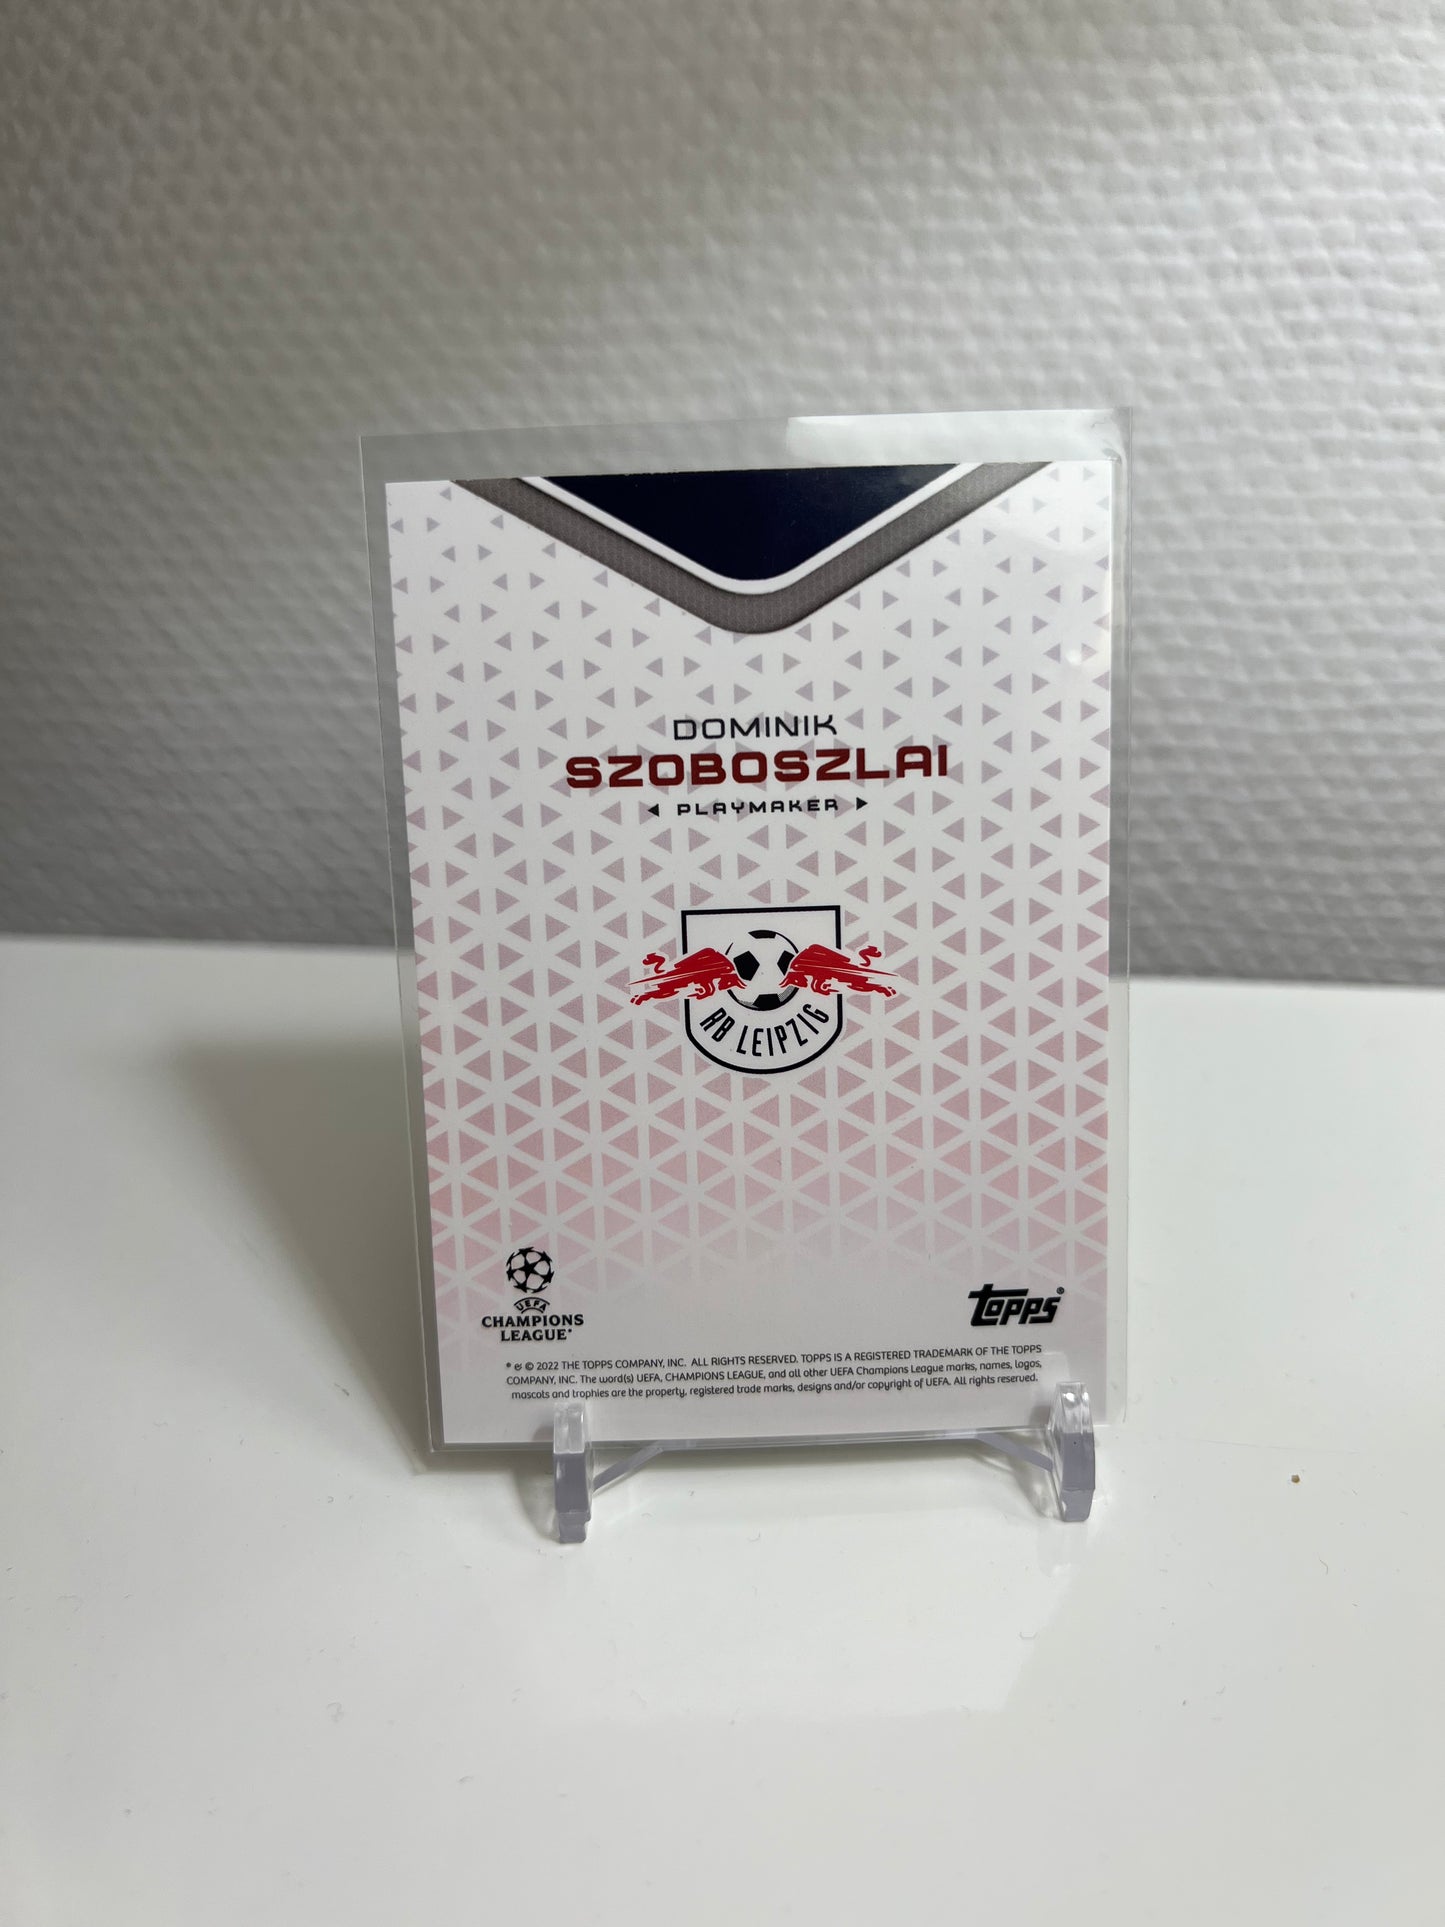 DOMINIK
SZOBOSZLAI
PLAYMAKER
RB LEIPZIG
UEFA
CHAMPIONS
LEAGUE®
topps®
® & © 2022 THE TOPPS COMPANY, INC. ALL RIGHTS RESERVED. TOPPS IS A REGISTERED TRADEMARK OF THE TOPPS
COMPANY, INC. The word(s) UEFA, CHAMPIONS LEAGUE, and all other UEFA Champions League marks, names, logos,
mascots and trophies are the property, registered trade marks, designs and/or copyright of UEFA. All rights reserved.